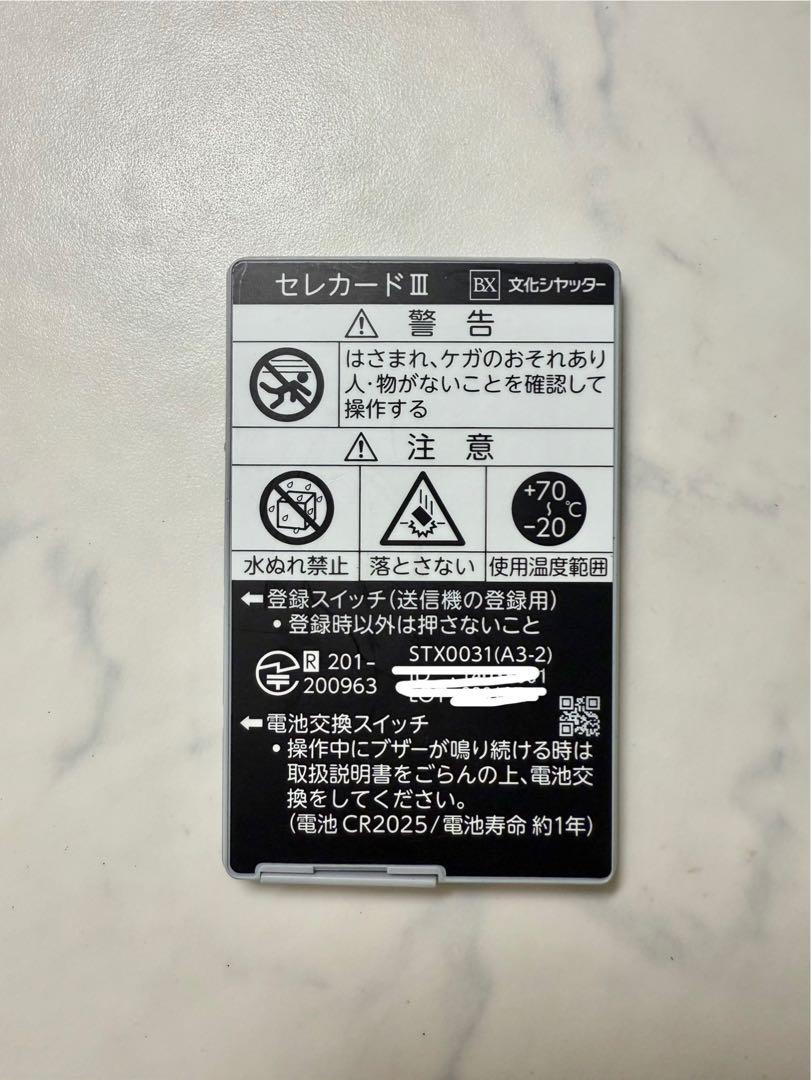 セレカードⅢ BX 文化シヤッター
警告
はさまれ、ケガのおそれあり
人・物がないことを確認して
操作する
注意
+70
~℃
-20
水ぬれ禁止 落とさない 使用温度範囲
←登録スイッチ(送信機の登録用)
・登録時以外は押さないこと
R 201-
200963
STX0031(A3-2)
←電池交換スイッチ
・操作中にブザーが鳴り続ける時は
取扱説明書をごらんの上、電池交
換をしてください。
(電池 CR2025/電池寿命 約1年)